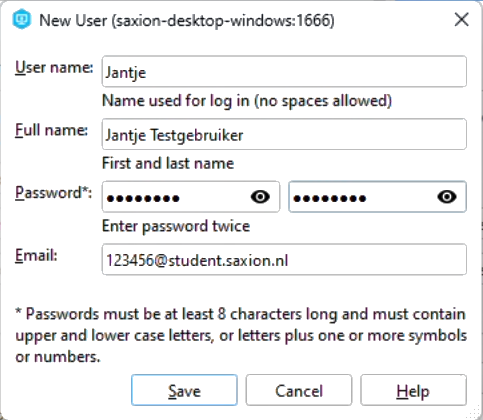 New User (saxion-desktop-windows:1666)
User name: Jantje
Name used for log in (no spaces allowed)
Full name: Jantje Testgebruiker
First and last name
Password*: •••••••• ••••••••
Enter password twice
Email: 123456@student.saxion.nl
* Passwords must be at least 8 characters long and must contain
upper and lower case letters, or letters plus one or more symbols
or numbers.
Save Cancel Help